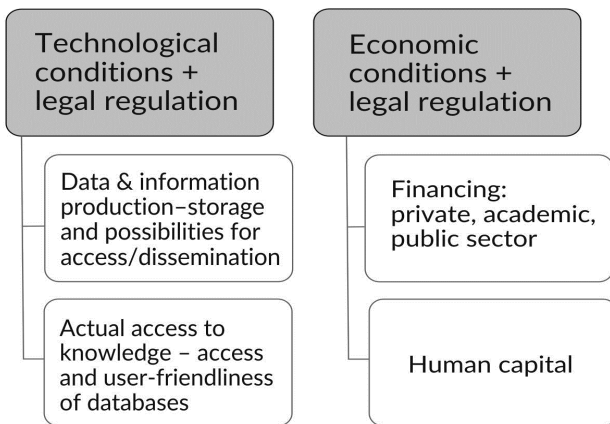 Technological
conditions +
legal regulation
Data & information
production–storage
and possibilities for
access/dissemination
Actual access to
knowledge – access
and user-friendliness
of databases
Economic
conditions +
legal regulation
Financing:
private, academic,
public sector
Human capital